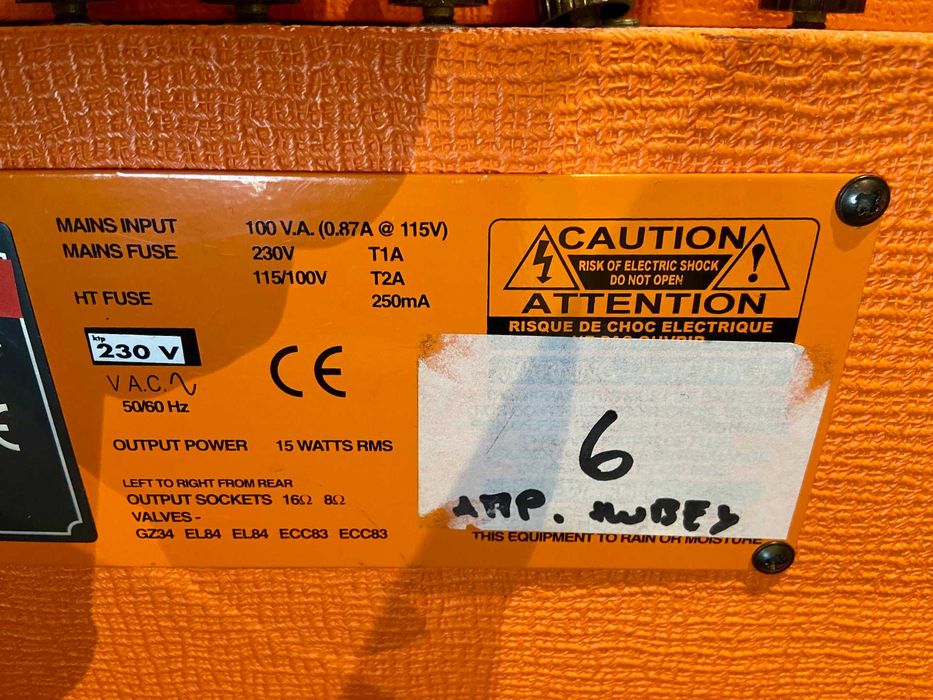 MAINS INPUT 100 V.A. (0.87A @ 115V)
MAINS FUSE 230V T1A
115/100V T2A
HT FUSE 250mA
ktp
230 V
V A.C.
50/60 Hz
CE
OUTPUT POWER 15 WATTS RMS
LEFT TO RIGHT FROM REAR
OUTPUT SOCKETS 16Ω 8Ω
VALVES -
GZ34 EL84 EL84 ECC83 ECC83
CAUTION
RISK OF ELECTRIC SHOCK
DO NOT OPEN
ATTENTION
RISQUE DE CHOC ELECTRIQUE
6
AMP.
THIS EQUIPMENT TO RAIN OR MOISTURE